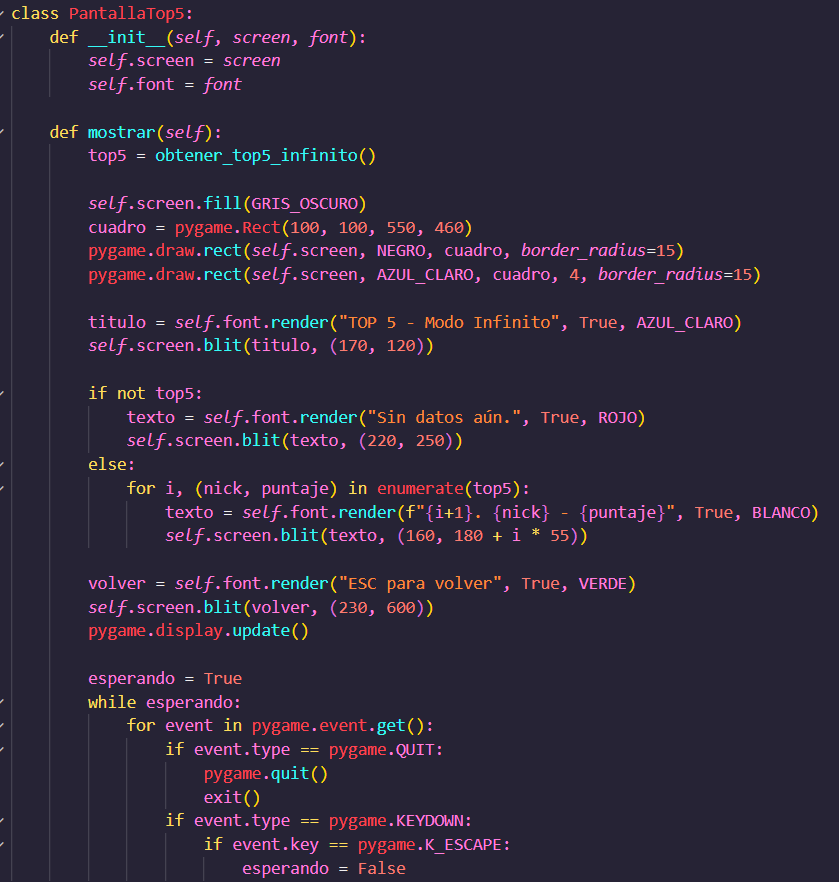 class PantallaTop5:
    def __init__(self, screen, font):
        self.screen = screen
        self.font = font

    def mostrar(self):
        top5 = obtener_top5_infinito()

        self.screen.fill(GRIS_OSCURO)
        cuadro = pygame.Rect(100, 100, 550, 460)
        pygame.draw.rect(self.screen, NEGRO, cuadro, border_radius=15)
        pygame.draw.rect(self.screen, AZUL_CLARO, cuadro, 4, border_radius=15)

        titulo = self.font.render("TOP 5 - Modo Infinito", True, AZUL_CLARO)
        self.screen.blit(titulo, (170, 120))

        if not top5:
            texto = self.font.render("Sin datos aún.", True, ROJO)
            self.screen.blit(texto, (220, 250))
        else:
            for i, (nick, puntaje) in enumerate(top5):
                texto = self.font.render(f"{i+1}. {nick} - {puntaje}", True, BLANCO)
                self.screen.blit(texto, (160, 180 + i * 55))

        volver = self.font.render("ESC para volver", True, VERDE)
        self.screen.blit(volver, (230, 600))
        pygame.display.update()

        esperando = True
        while esperando:
            for event in pygame.event.get():
                if event.type == pygame.QUIT:
                    pygame.quit()
                    exit()
                if event.type == pygame.KEYDOWN:
                    if event.key == pygame.K_ESCAPE:
                        esperando = False